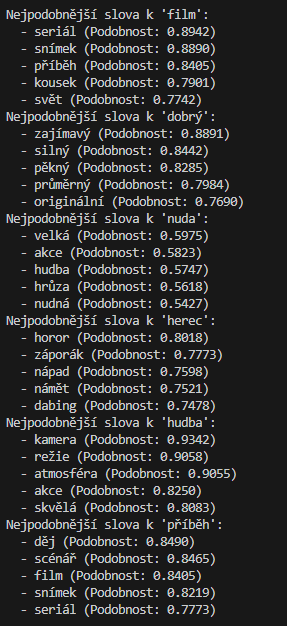 Nejpodobnější slova k 'film':
- seriál (Podobnost: 0.8942)
- snímek (Podobnost: 0.8890)
- příběh (Podobnost: 0.8405)
- kousek (Podobnost: 0.7901)
- svět (Podobnost: 0.7742)
Nejpodobnější slova k 'dobrý':
- zajímavý (Podobnost: 0.8891)
- silný (Podobnost: 0.8442)
- pěkný (Podobnost: 0.8285)
- průměrný (Podobnost: 0.7984)
- originální (Podobnost: 0.7690)
Nejpodobnější slova k 'nuda':
- velká (Podobnost: 0.5975)
- akce (Podobnost: 0.5823)
- hudba (Podobnost: 0.5747)
- hrůza (Podobnost: 0.5618)
- nudná (Podobnost: 0.5427)
Nejpodobnější slova k 'herec':
- horor (Podobnost: 0.8018)
- záporák (Podobnost: 0.7773)
- nápad (Podobnost: 0.7598)
- námět (Podobnost: 0.7521)
- dabing (Podobnost: 0.7478)
Nejpodobnější slova k 'hudba':
- kamera (Podobnost: 0.9342)
- režie (Podobnost: 0.9058)
- atmosféra (Podobnost: 0.9055)
- akce (Podobnost: 0.8250)
- skvělá (Podobnost: 0.8083)
Nejpodobnější slova k 'příběh':
- děj (Podobnost: 0.8490)
- scénář (Podobnost: 0.8465)
- film (Podobnost: 0.8405)
- snímek (Podobnost: 0.8219)
- seriál (Podobnost: 0.7773)